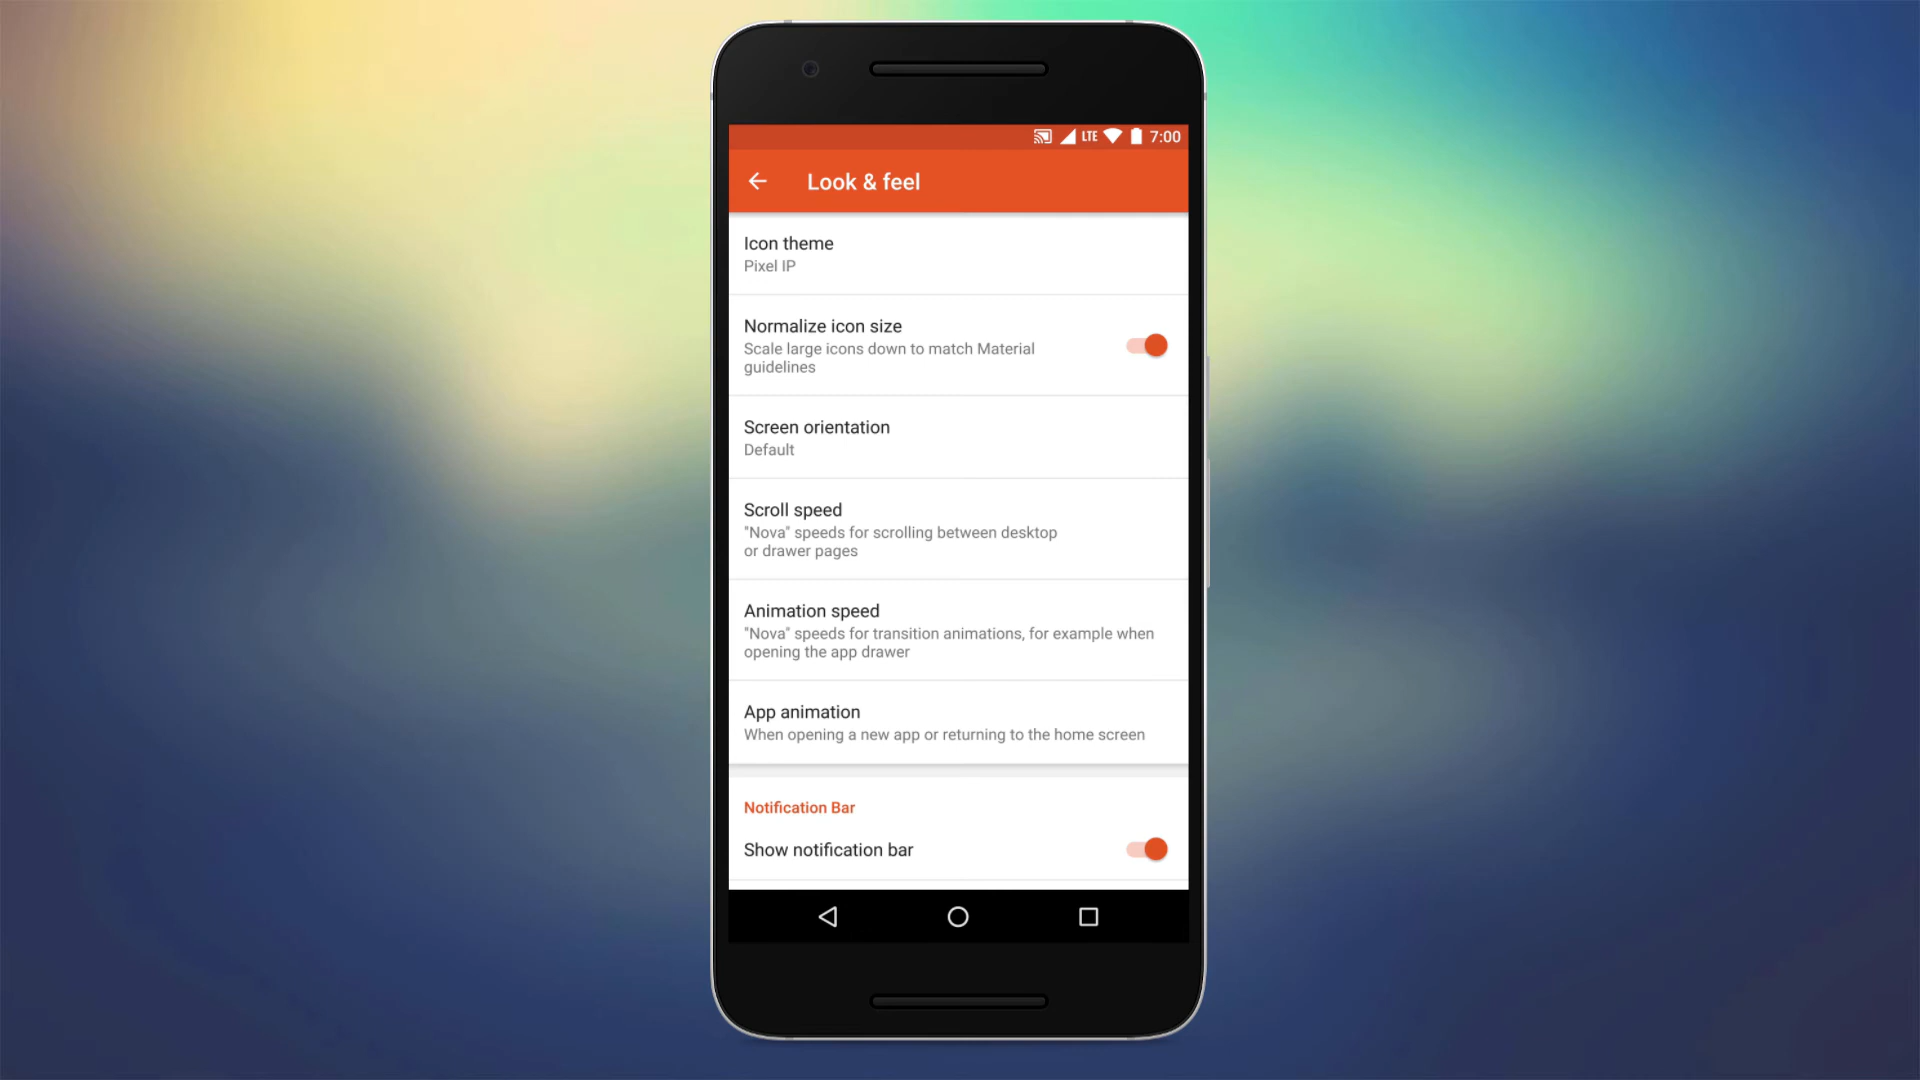 LTE 7:00
Look & feel
Icon theme
Pixel IP
Normalize icon size
Scale large icons down to match Material
guidelines
Screen orientation
Default
Scroll speed
"Nova" speeds for scrolling between desktop
or drawer pages
Animation speed
"Nova" speeds for transition animations, for example when
opening the app drawer
App animation
When opening a new app or returning to the home screen
Notification Bar
Show notification bar